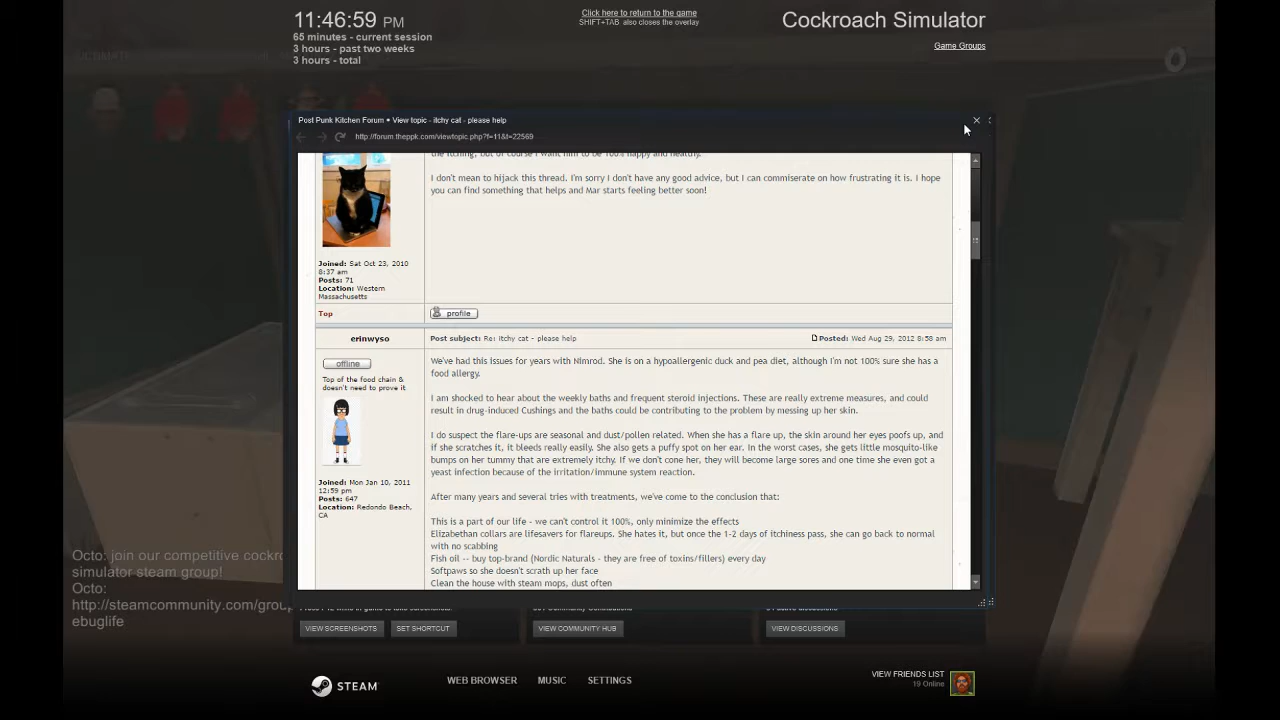 11:46:59 PM
65 minutes - current session
3 hours - past two weeks
3 hours - total
Click here to return to the game
SHIFT+TAB also closes the overlay
Cockroach Simulator
Game Groups
Post Punk Kitchen Forum • View topic - itchy cat - please help
http://forum.theppk.com/viewtopic.php?f=11&t=22569
the itching, but of course I want him to be 100% happy and healthy.
I don't mean to hijack this thread. I'm sorry I don't have any good advice, but I can commiserate on how frustrating it is. I hope
you can find something that helps and Mar starts feeling better soon!
Joined: Sat Oct 23, 2010
8:37 am
Posts: 71
Location: Western
Massachusetts
Top
profile
erinwyso
Post subject: Re: itchy cat - please help
Posted: Wed Aug 29, 2012 8:58 am
offline
Top of the food chain &
doesn't need to prove it
Joined: Mon Jan 10, 2011
12:59 pm
Posts: 647
Location: Redondo Beach,
CA
We've had this issues for years with Nimrod. She is on a hypoallergenic duck and pea diet, although I'm not 100% sure she has a
food allergy.
I am shocked to hear about the weekly baths and frequent steroid injections. These are really extreme measures, and could
result in drug-induced Cushings and the baths could be contributing to the problem by messing up her skin.
I do suspect the flare-ups are seasonal and dust/pollen related. When she has a flare up, the skin around her eyes poofs up, and
if she scratches it, it bleeds really easily. She also gets a puffy spot on her ear. In the worst cases, she gets little mosquito-like
bumps on her tummy that are extremely itchy. If we don't cone her, they will become large sores and one time she even got a
yeast infection because of the irritation/immune system reaction.
After many years and several tries with treatments, we've come to the conclusion that:
This is a part of our life - we can't control it 100%, only minimize the effects
Elizabethan collars are lifesavers for flareups. She hates it, but once the 1-2 days of itchiness pass, she can go back to normal
with no scabbing
Fish oil -- buy top-brand (Nordic Naturals - they are free of toxins/fillers) every day
Softpaws so she doesn't scrath up her face
Clean the house with steam mops, dust often
Octo: join our competitive cockro
simulator steam group!
Octo:
http://steamcommunity.com/grou
ebuglife
VIEW SCREENSHOTS
SET SHORTCUT
VIEW COMMUNITY HUB
VIEW DISCUSSIONS
STEAM
WEB BROWSER
MUSIC
SETTINGS
VIEW FRIENDS LIST
19 Online